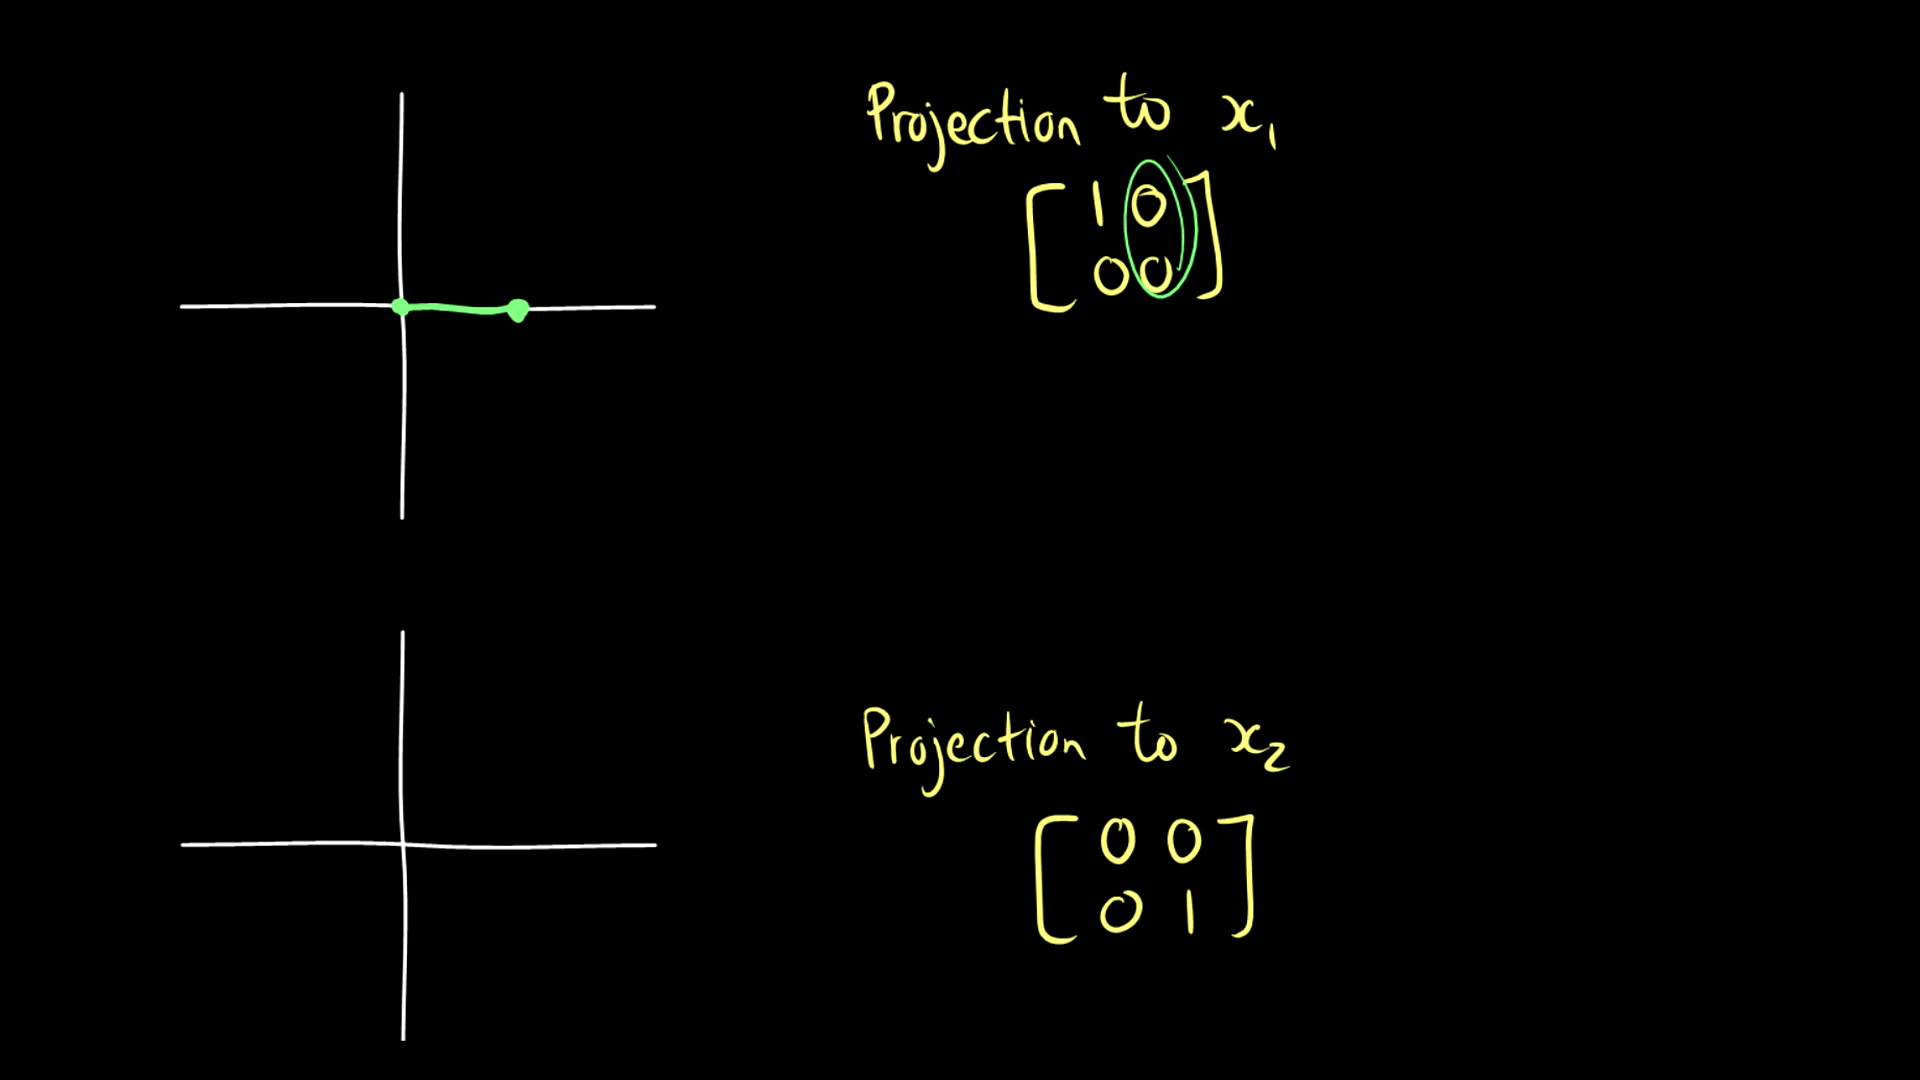 Projection to x₁
[1 0
0 0]
Projection to x₂
[0 0
0 1]